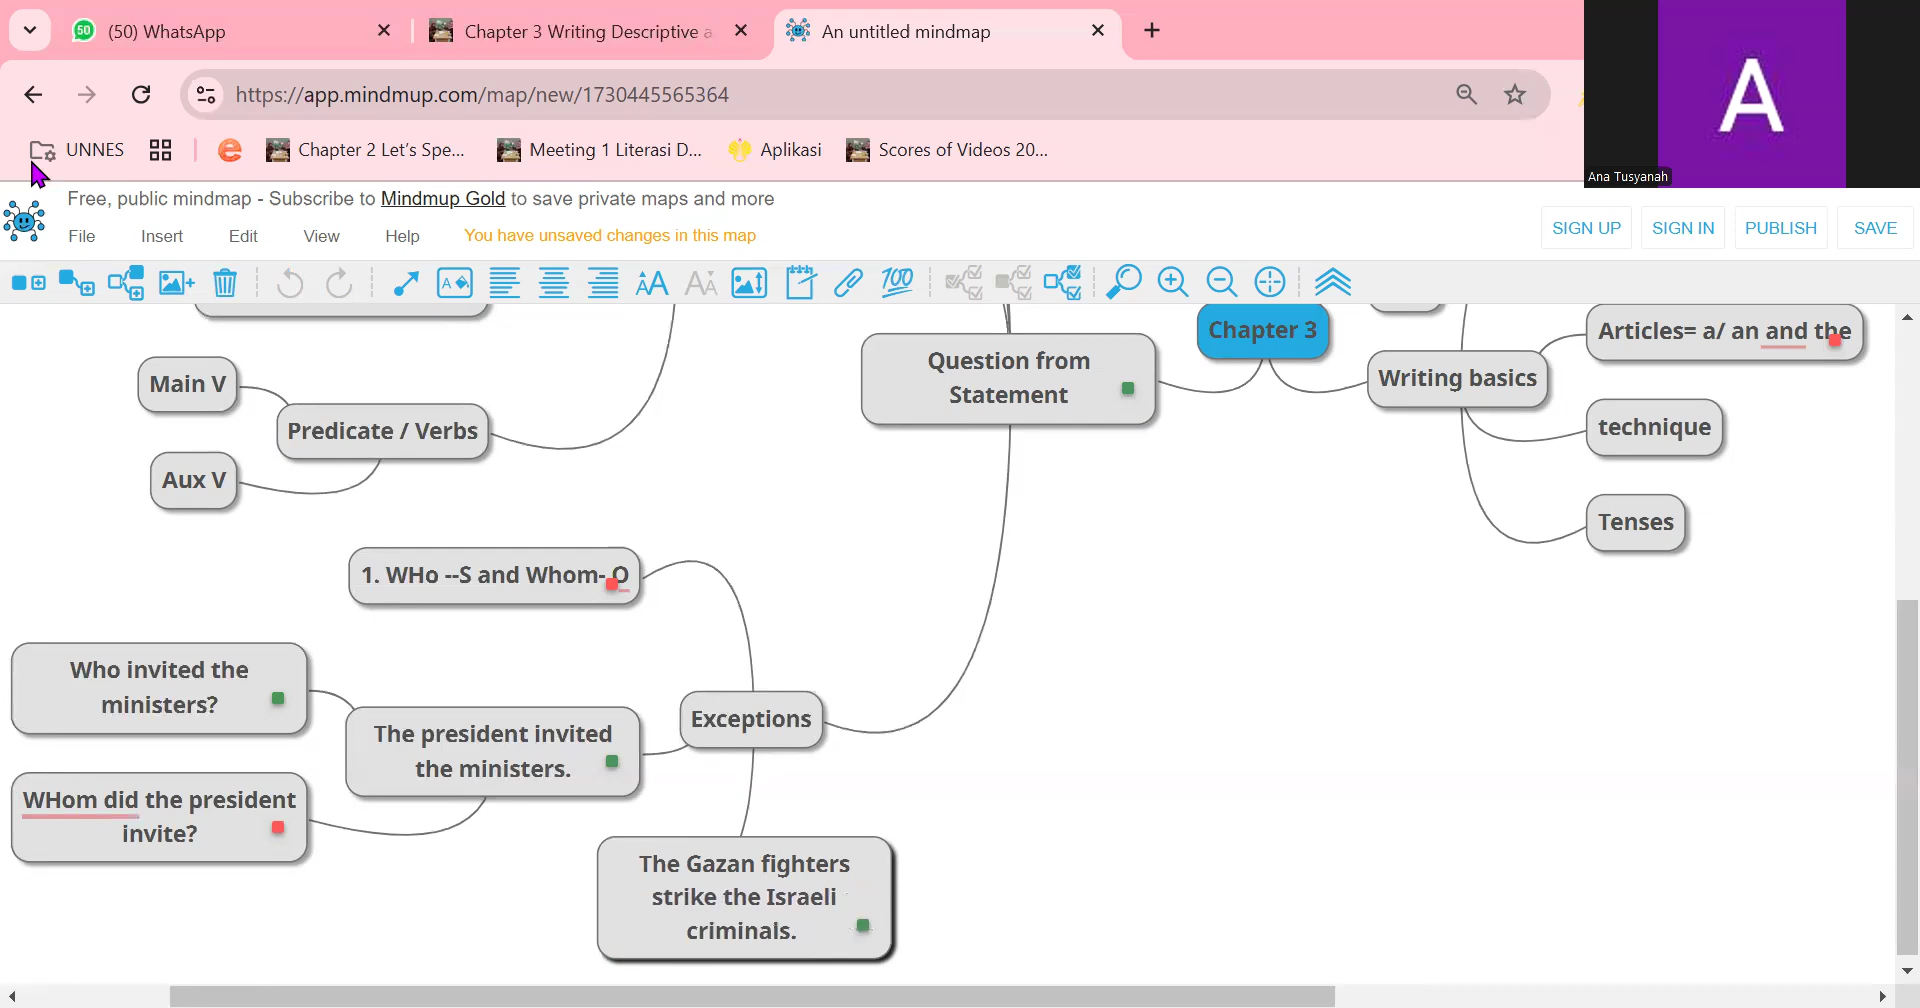 50
(50) WhatsApp
Chapter 3 Writing Descriptive a
An untitled mindmap
A
Ana Tusyanah
https://app.mindmup.com/map/new/1730445565364
UNNES
Chapter 2 Let's Spe...
Meeting 1 Literasi D...
Aplikasi
Scores of Videos 20...
Free, public mindmap - Subscribe to Mindmup Gold to save private maps and more
File
Insert
Edit
View
Help
You have unsaved changes in this map
SIGN UP
SIGN IN
PUBLISH
SAVE
Chapter 3
Articles= a/ an and the
Question from
Statement
Writing basics
Main V
Predicate / Verbs
technique
Aux V
Tenses
1. WHo --S and Whom- O
Who invited the
ministers?
The president invited
the ministers.
Exceptions
WHom did the president
invite?
The Gazan fighters
strike the Israeli
criminals.